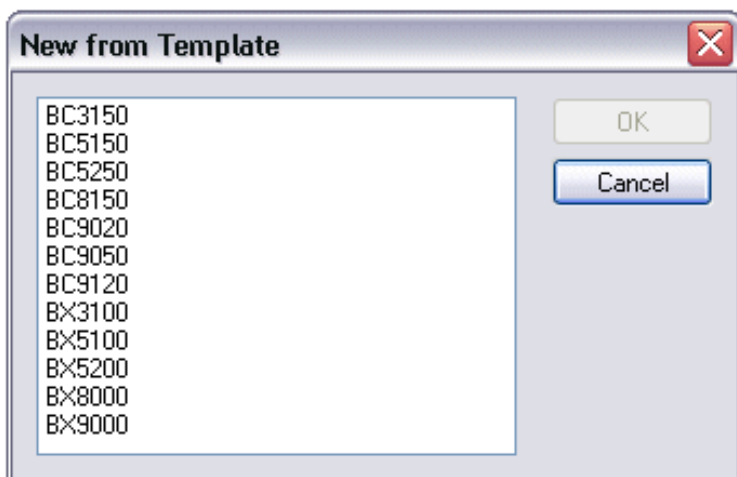 New from Template
BC3150
OK
BC5150
BC5250
Cancel
BC8150
BC9020
BC9050
BC9120
BX3100
BX5100
BX5200
BX8000
BX9000